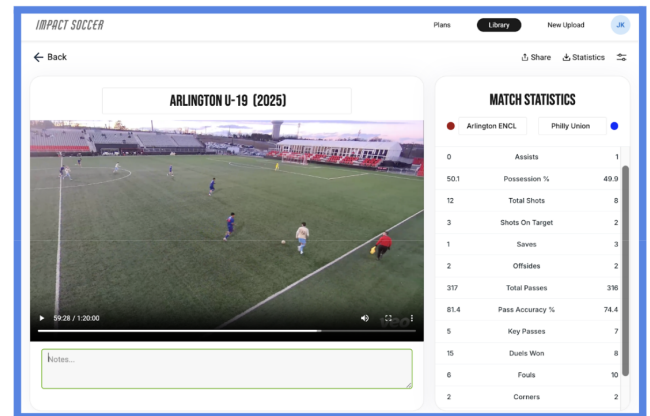 IMPACT SOCCER
Plans
Library
New Upload
JK
Back
Share
Statistics
ARLINGTON U-19 (2025)
59:28 / 1:20:00
veo
Notes...
MATCH STATISTICS
Arlington ENCL
Philly Union
0 Assists 1
50.1 Possession % 49.9
12 Total Shots 8
3 Shots On Target 2
1 Saves 3
2 Offsides 2
317 Total Passes 316
81.4 Pass Accuracy % 74.4
5 Key Passes 7
15 Duels Won 8
6 Fouls 10
2 Corners 2